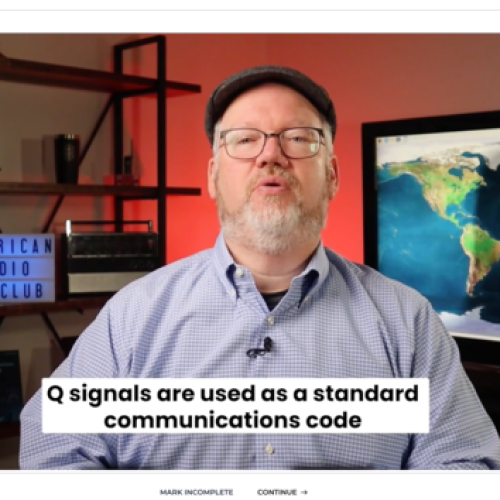 RICAN
DIO
CLUB
Q signals are used as a standard
communications code
MARK INCOMPLETE
CONTINUE →